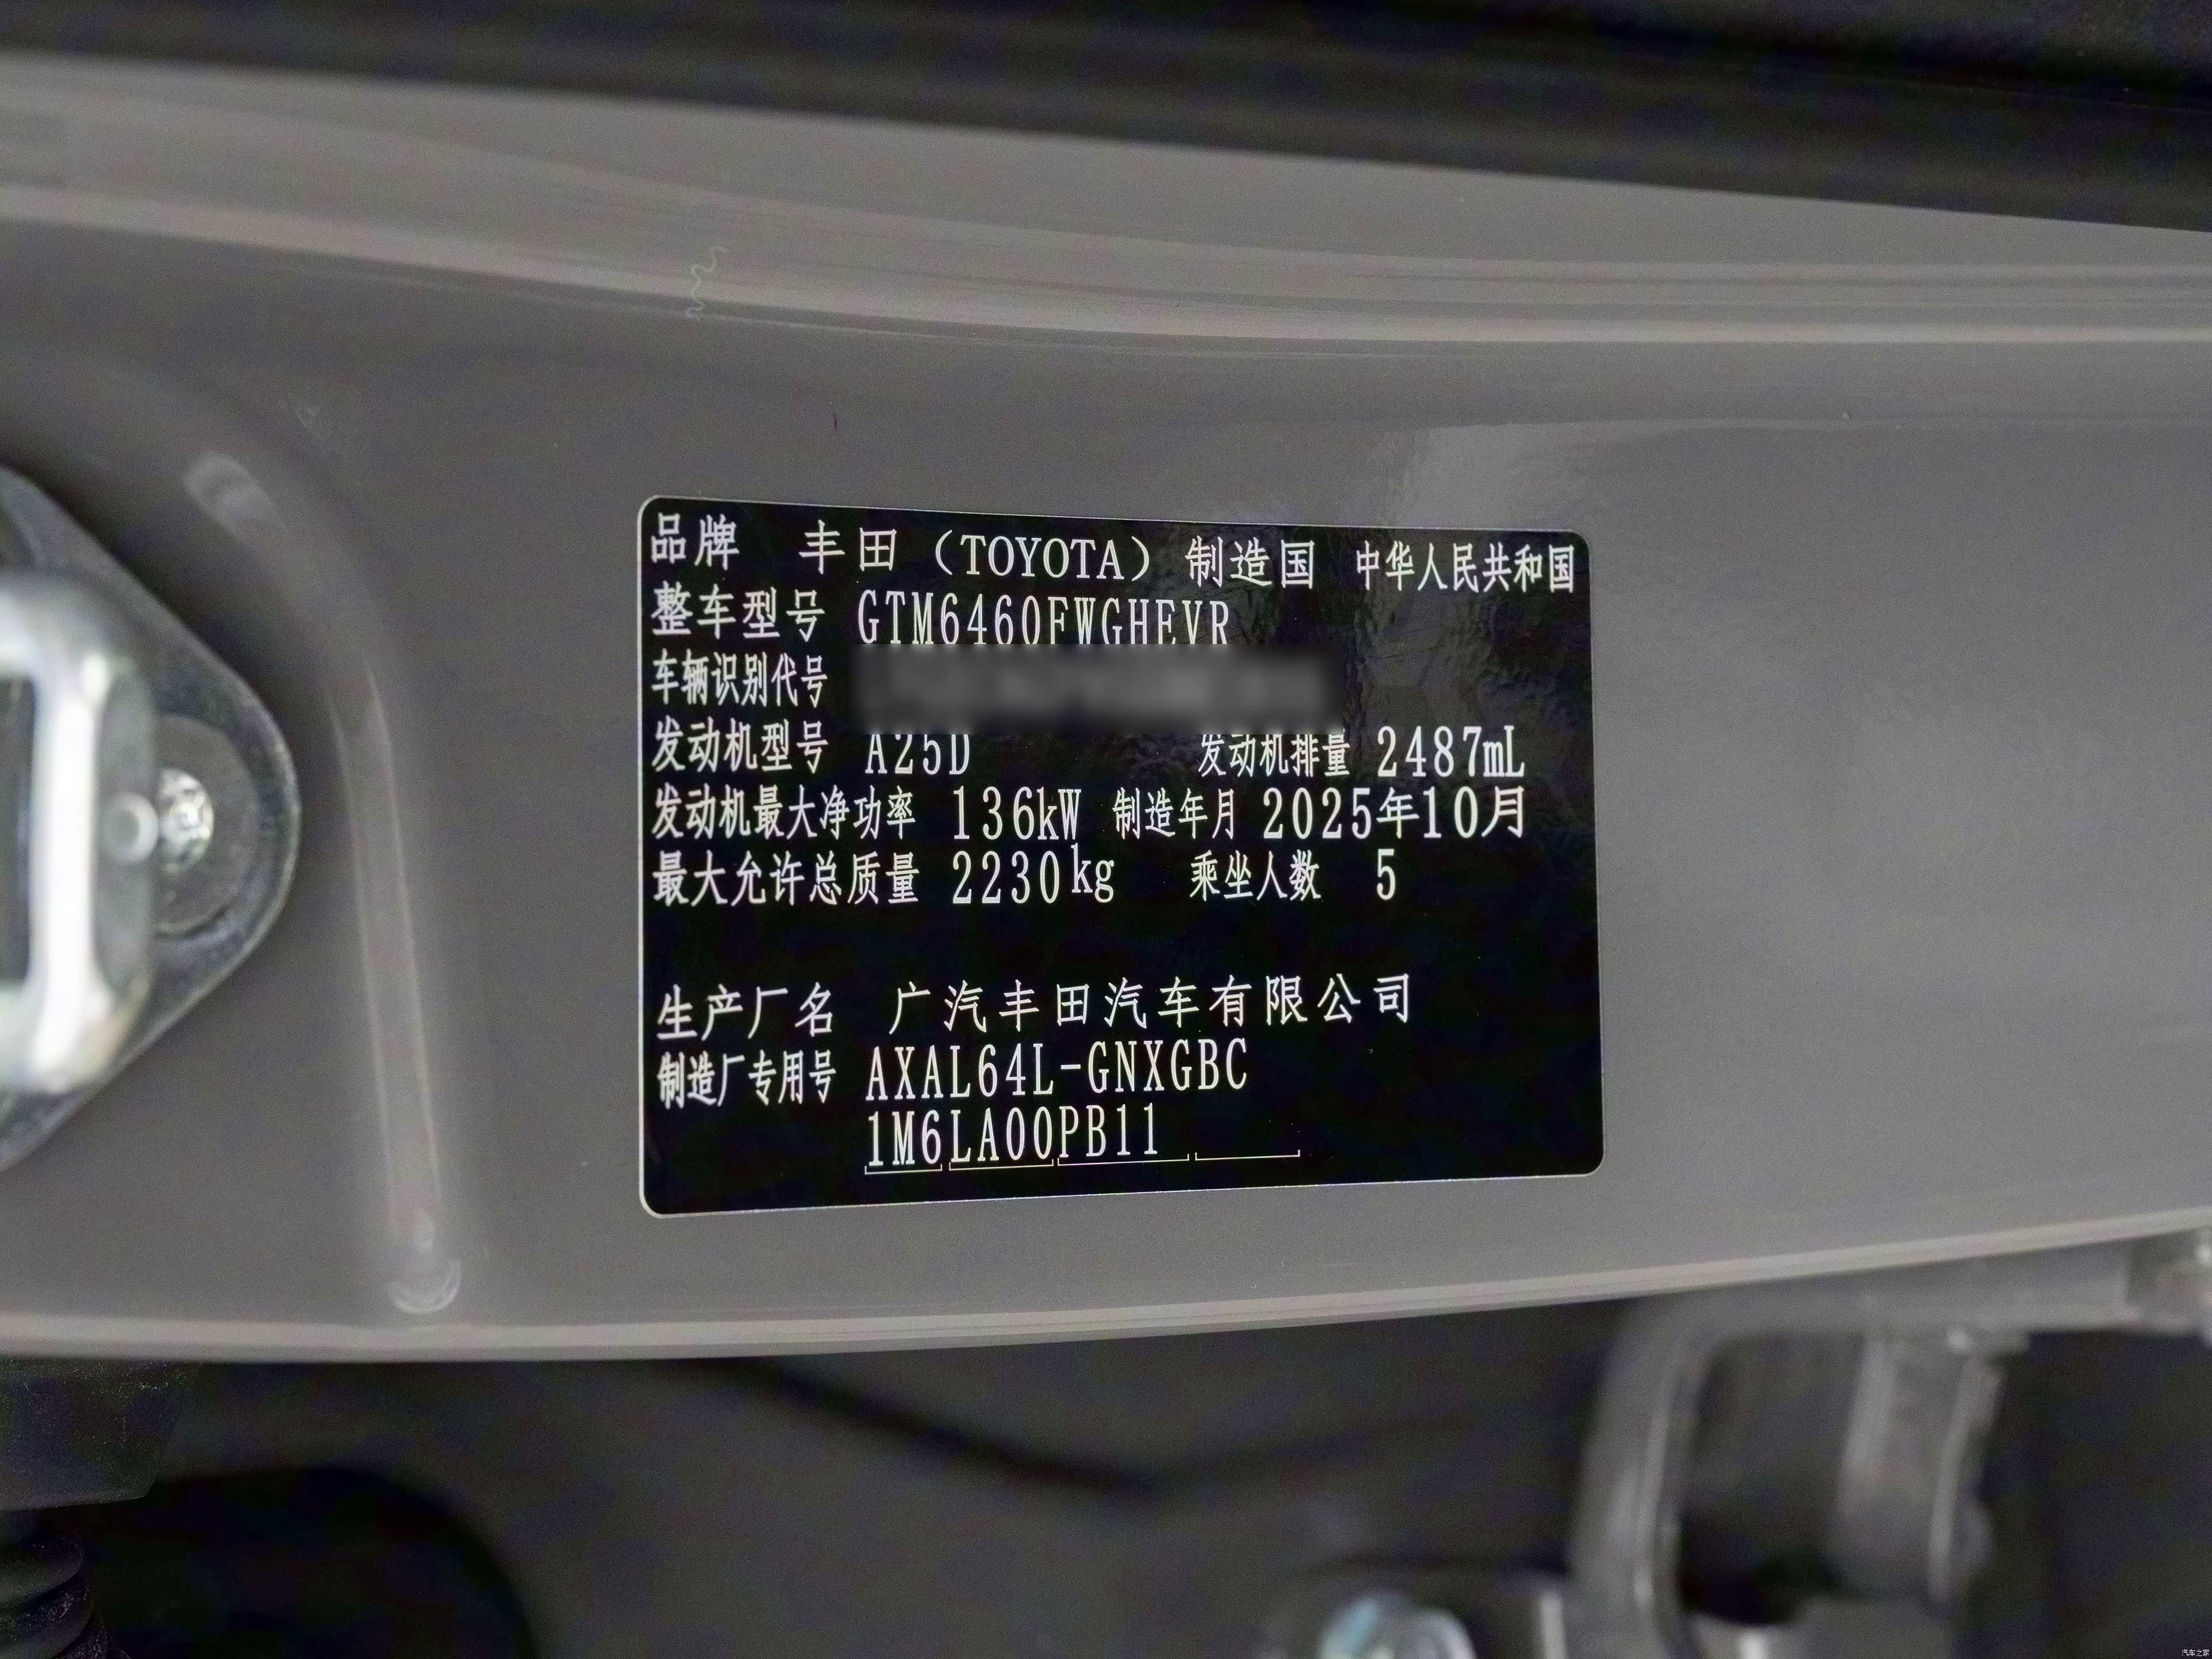 品牌 丰田（TOYOTA） 制造国 中华人民共和国
整车型号 GTM6460FWGHEVR
车辆识别代号
发动机型号 A25D 发动机排量 2487mL
发动机最大净功率 136kW 制造年月 2025年10月
最大允许总质量 2230kg 乘坐人数 5
生产厂名 广汽丰田汽车有限公司
制造厂专用号 AXAL64L-GNXGBC
1M6LA00PB11
汽车之家